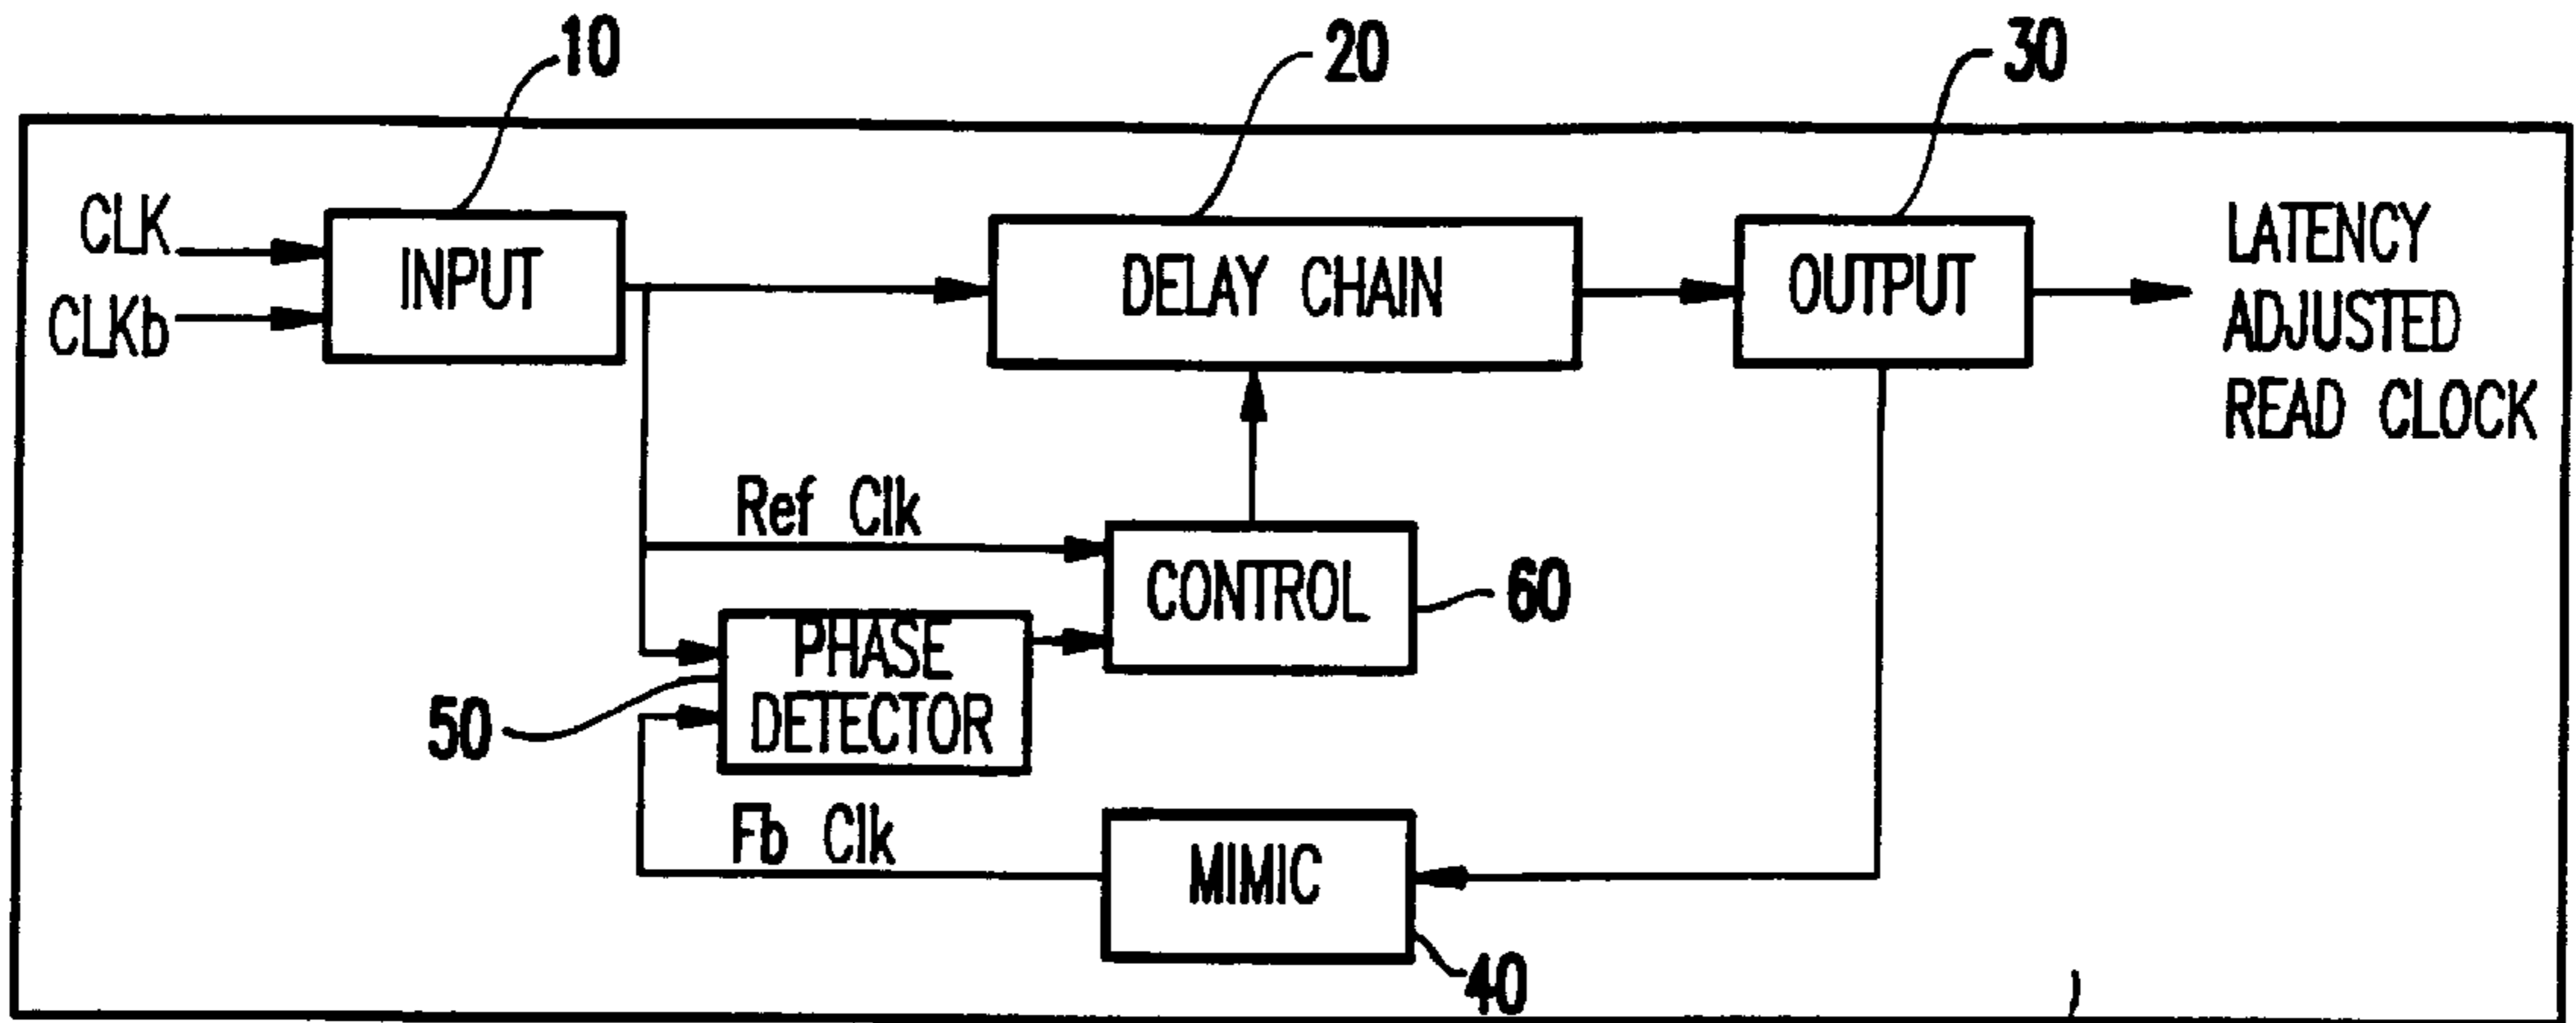 10
20
30
CLK
CLKb
INPUT
DELAY CHAIN
OUTPUT
LATENCY
ADJUSTED
READ CLOCK
Ref Clk
CONTROL
60
PHASE
DETECTOR
50
Fb Clk
MIMIC
40